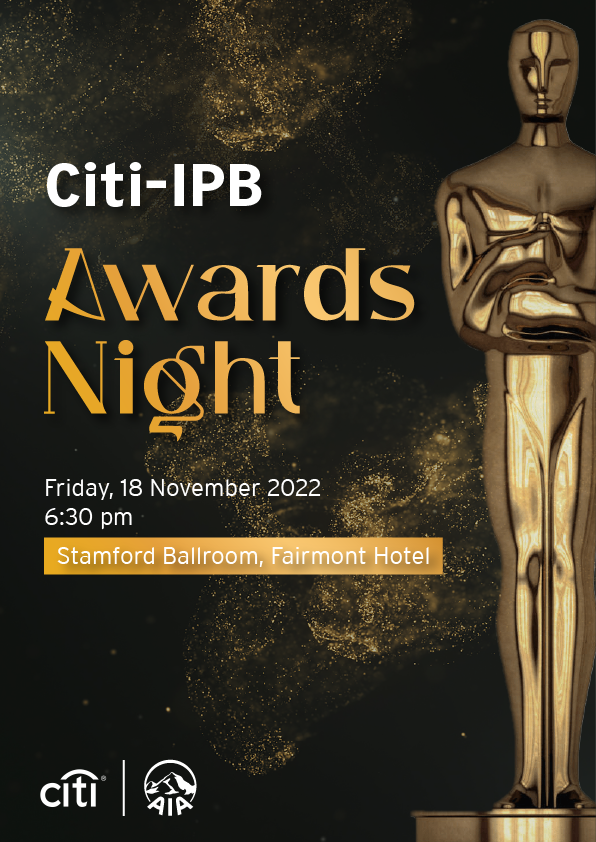 Citi-IPB
Awards
Night
Friday, 18 November 2022
6:30 pm
Stamford Ballroom, Fairmont Hotel
citi®
AIA